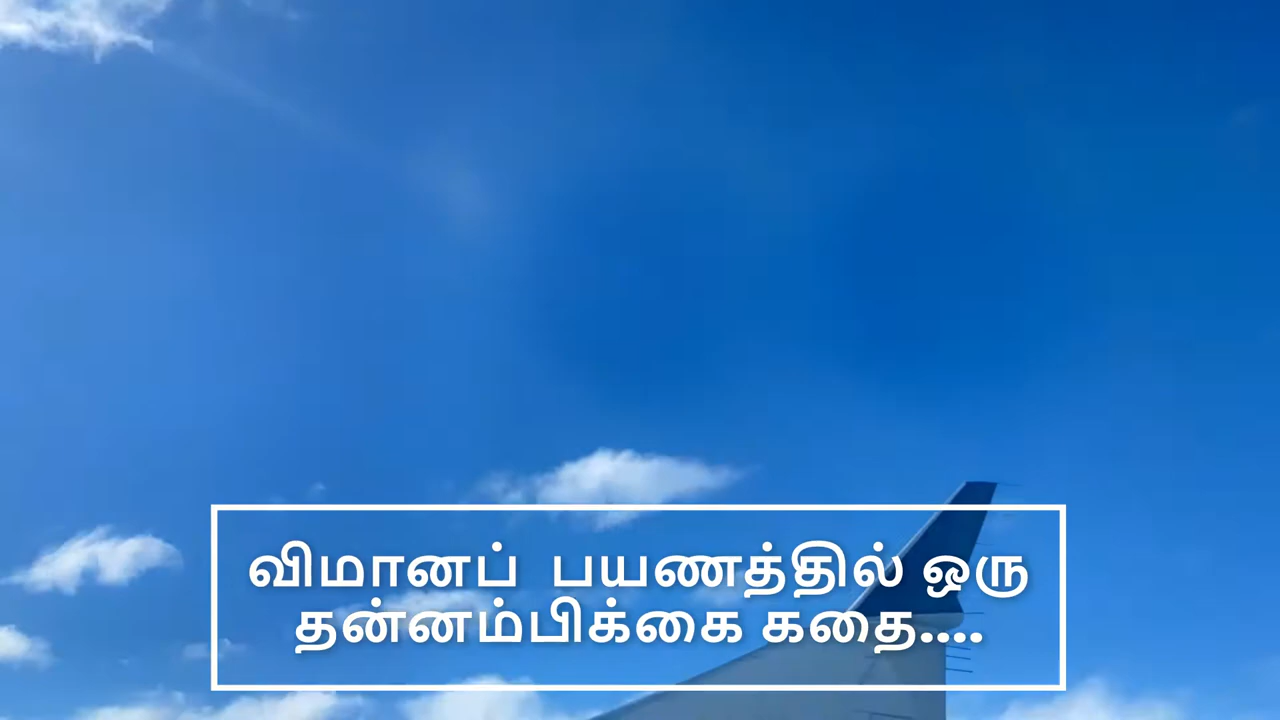 விமானப் பயணத்தில் ஒரு
தன்னம்பிக்கை கதை....